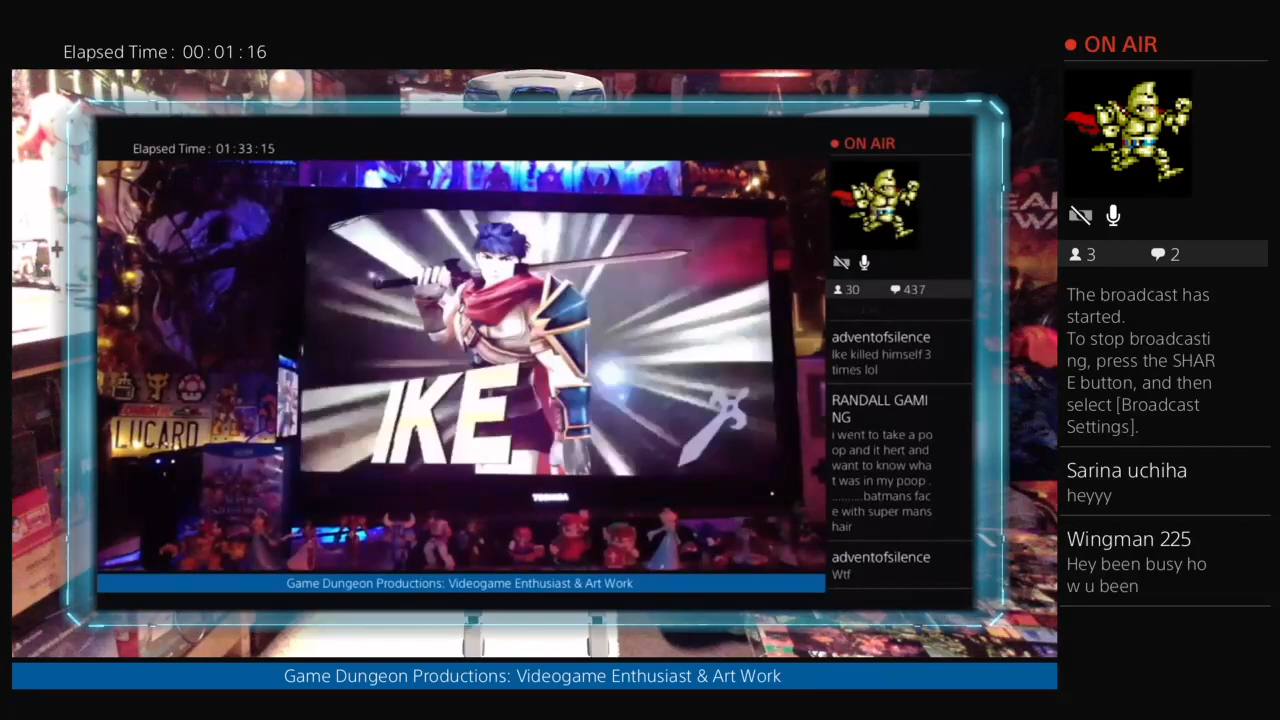 Elapsed Time: 00:01:16
ON AIR
3 2
The broadcast has
started.
To stop broadcasti
ng, press the SHAR
E button, and then
select [Broadcast
Settings].
Sarina uchiha
heyyy
Wingman 225
Hey been busy ho
w u been
Elapsed Time: 01:33:15
ON AIR
30 437
adventofsilence
Ike killed himself 3
times lol
RANDALL GAMI
NG
i went to take a po
op and it hert and
want to know wha
t was in my poop .
..........batmans fac
e with super mans
hair
adventofsilence
Wtf
IKE
LUCARD
TOSHIBA
Game Dungeon Productions: Videogame Enthusiast & Art Work
Game Dungeon Productions: Videogame Enthusiast & Art Work